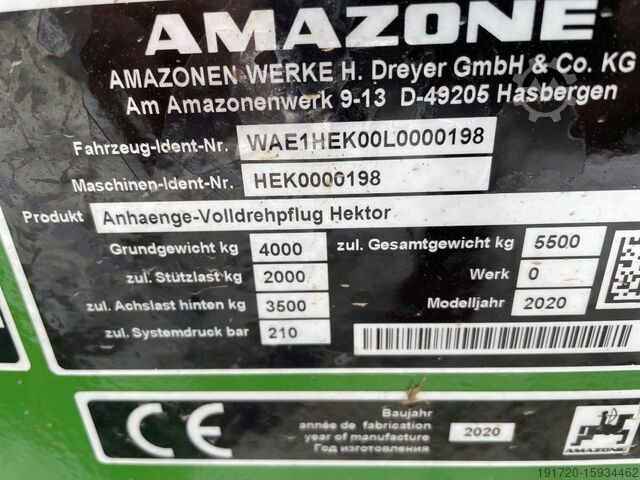 AMAZONE
AMAZONEN-WERKE H. Dreyer GmbH & Co. KG
Am Amazonenwerk 9-13 D-49205 Hasbergen
Fahrzeug-Ident-Nr. WAE1HEK00L0000198
Maschinen-Ident-Nr. HEK0000198
Produkt Anhaenge-Volldrehpflug Hektor
Grundgewicht kg 4000 zul. Gesamtgewicht kg 5500
zul. Stützlast kg 2000 Werk 0
zul. Achslast hinten kg 3500 Modelljahr 2020
zul. Systemdruck bar 210
CE
Baujahr
année de fabrication
year of manufacture 2020
Год изготовления
AMAZONE
191720-15934462